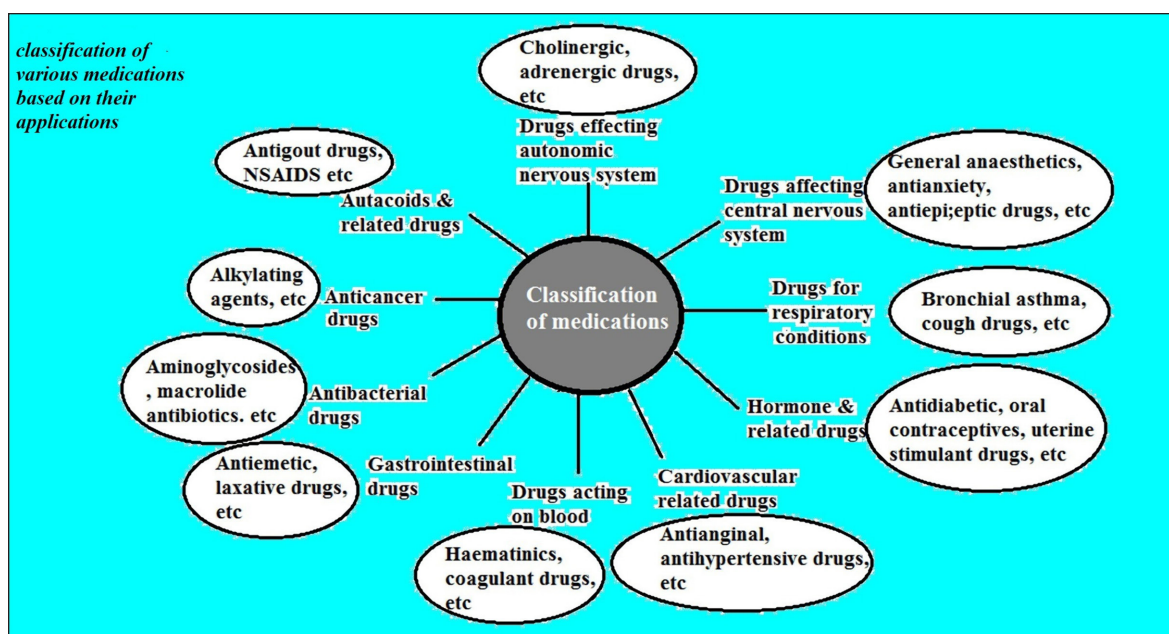 classification of
various medications
based on their
applications
Cholinergic,
adrenergic drugs,
etc
Drugs effecting
autonomic
nervous system
General anaesthetics,
antianxiety,
antiepi;eptic drugs, etc
Drugs affecting
central nervous
system
Bronchial asthma,
cough drugs, etc
Drugs for
respiratory
conditions
Antidiabetic, oral
contraceptives, uterine
stimulant drugs, etc
Hormone &
related drugs
Cardiovascular
related drugs
Antianginal,
antihypertensive drugs,
etc
Drugs acting
on blood
Haematinics,
coagulant drugs,
etc
Gastrointestinal
drugs
Antiemetic,
laxative drugs,
etc
Antibacterial
drugs
Aminoglycosides
, macrolide
antibiotics. etc
Anticancer
drugs
Alkylating
agents, etc
Autacoids &
related drugs
Antigout drugs,
NSAIDS etc
Classification
of medications